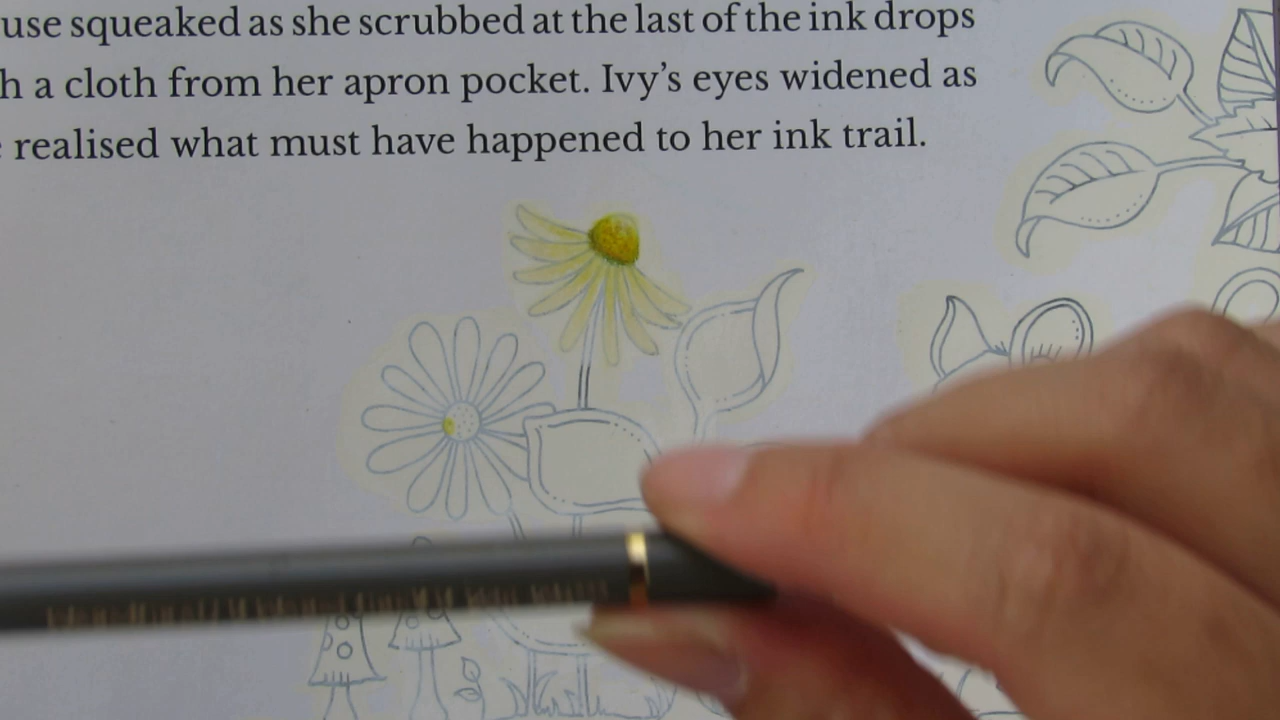 use squeaked as she scrubbed at the last of the ink drops
h a cloth from her apron pocket. Ivy’s eyes widened as
realised what must have happened to her ink trail.